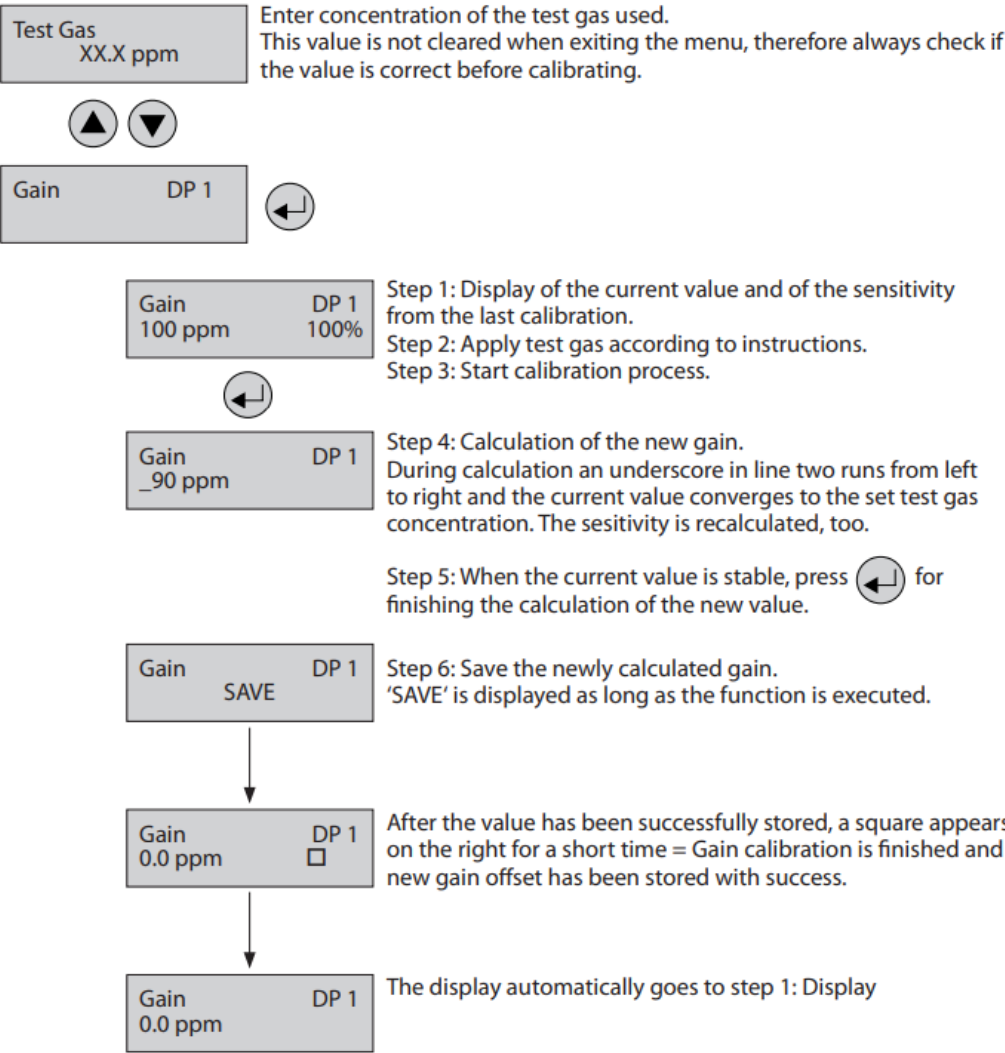 Test Gas
XX.X ppm
Enter concentration of the test gas used.
This value is not cleared when exiting the menu, therefore always check if
the value is correct before calibrating.
Gain DP 1
Gain DP 1
100 ppm 100%
Step 1: Display of the current value and of the sensitivity
from the last calibration.
Step 2: Apply test gas according to instructions.
Step 3: Start calibration process.
Gain DP 1
_90 ppm
Step 4: Calculation of the new gain.
During calculation an underscore in line two runs from left
to right and the current value converges to the set test gas
concentration. The sesitivity is recalculated, too.
Step 5: When the current value is stable, press for
finishing the calculation of the new value.
Gain DP 1
SAVE
Step 6: Save the newly calculated gain.
‘SAVE‘ is displayed as long as the function is executed.
Gain DP 1
0.0 ppm
After the value has been successfully stored, a square appears
on the right for a short time = Gain calibration is finished and
new gain offset has been stored with success.
Gain DP 1
0.0 ppm
The display automatically goes to step 1: Display